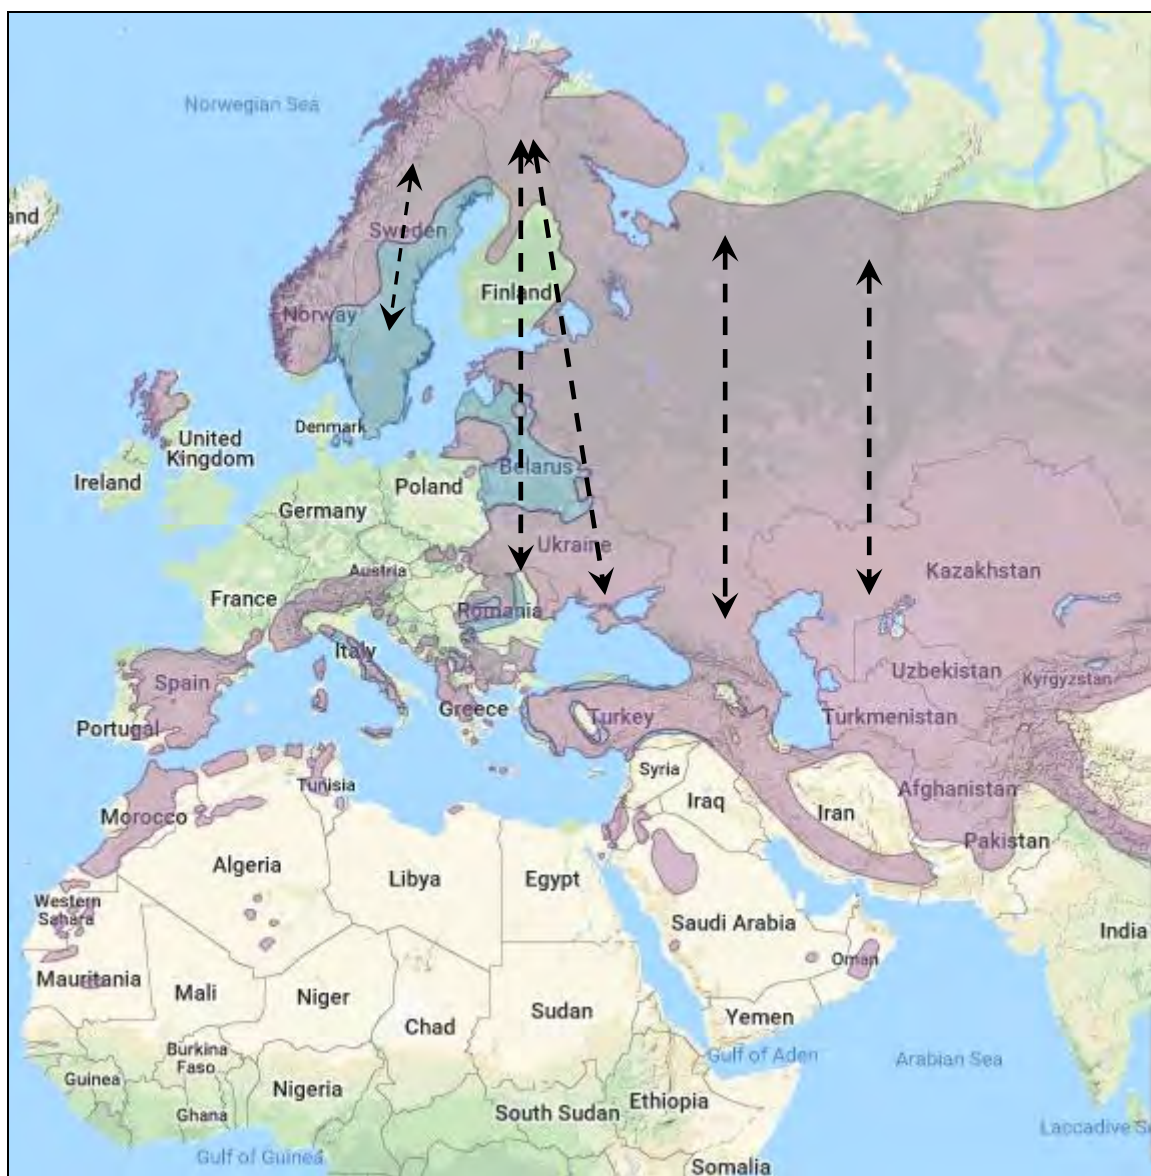 Norwegian Sea
and
Sweden
Finland
Norway
Denmark
United
Kingdom
Ireland
Belarus
Poland
Germany
Ukraine
Kazakhstan
Austria
France
Romania
Italy
Uzbekistan
Kyrgyzstan
Spain
Greece
Turkey
Turkmenistan
Portugal
Syria
Tunisia
Iraq
Iran
Afghanistan
Morocco
Pakistan
Algeria
Libya
Egypt
Western
Sahara
Saudi Arabia
India
Oman
Mauritania
Mali
Niger
Chad
Sudan
Yemen
Burkina
Faso
Gulf of Aden
Arabian Sea
Guinea
Nigeria
Ghana
South Sudan
Ethiopia
Laccadive Se
Gulf of Guinea
Somalia